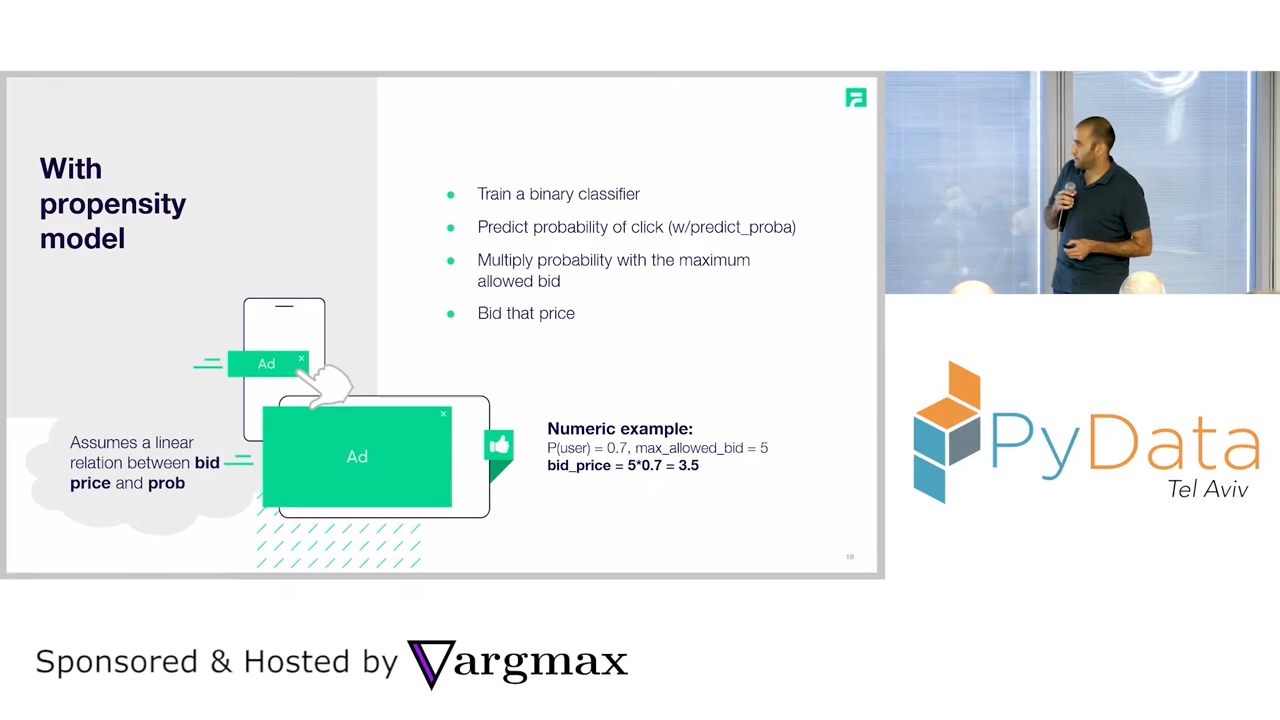 With
propensity
model
Train a binary classifier
Predict probability of click (w/predict_proba)
Multiply probability with the maximum
allowed bid
Bid that price
Ad
x
Ad
x
Assumes a linear
relation between bid
price and prob
Numeric example:
P(user) = 0.7, max_allowed_bid = 5
bid_price = 5*0.7 = 3.5
18
PyData
Tel Aviv
Sponsored & Hosted by argmax